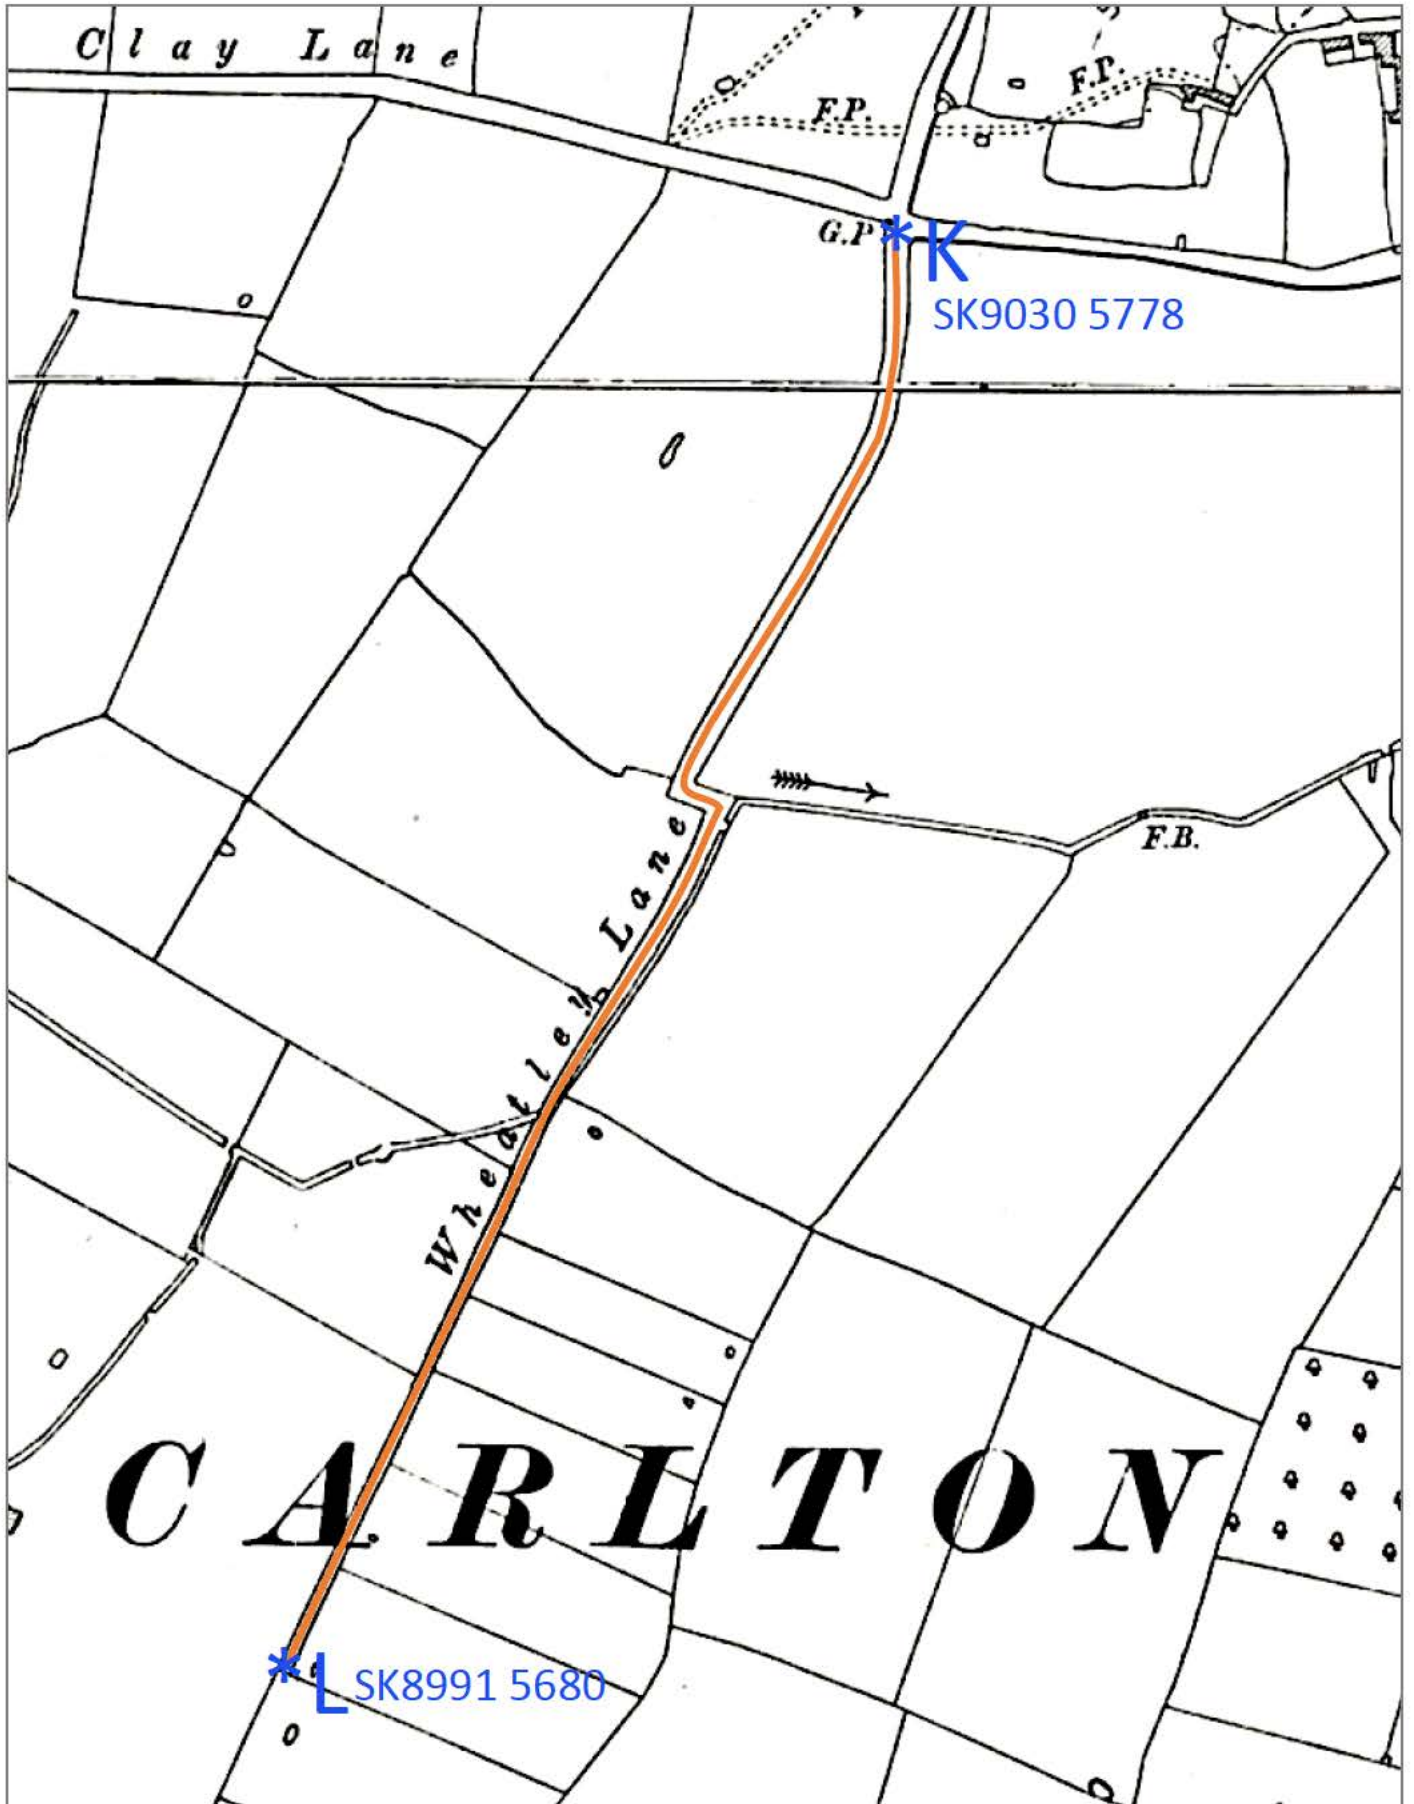 Clay Lane
F.P.
F.P.
G.P
K
SK9030 5778
F.B.
Wheatley Lane
CARLTON
L SK8991 5680